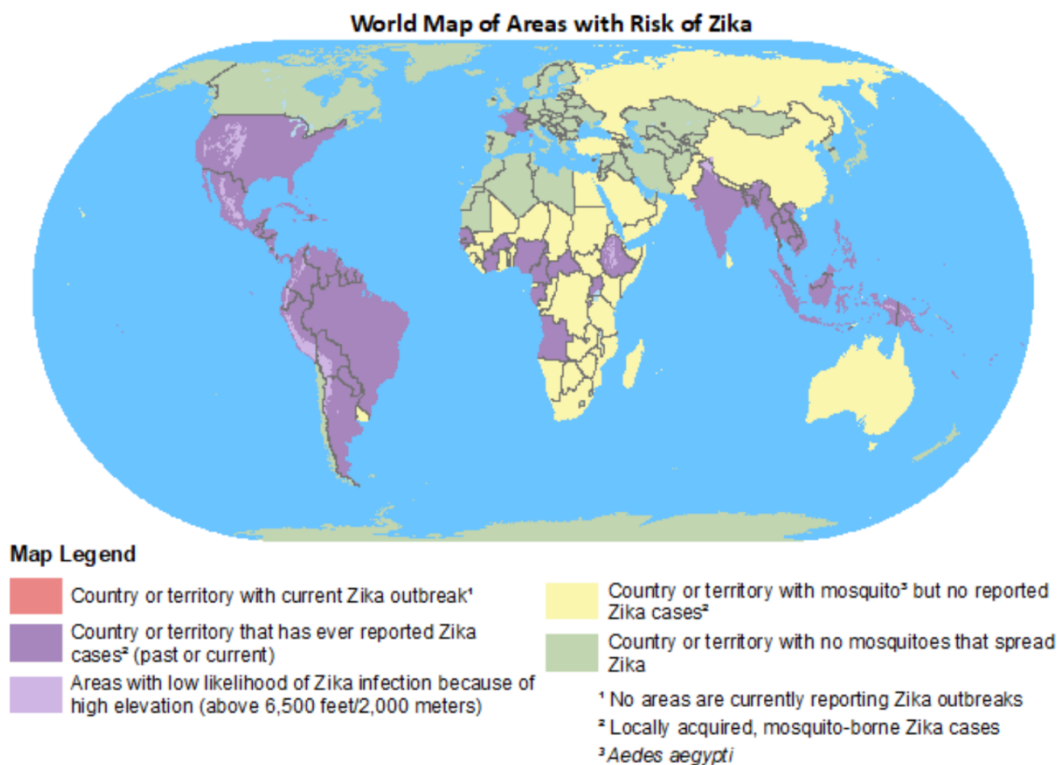 World Map of Areas with Risk of Zika
Map Legend
Country or territory with current Zika outbreak¹
Country or territory that has ever reported Zika
cases² (past or current)
Areas with low likelihood of Zika infection because of
high elevation (above 6,500 feet/2,000 meters)
Country or territory with mosquito³ but no reported
Zika cases²
Country or territory with no mosquitoes that spread
Zika
¹ No areas are currently reporting Zika outbreaks
² Locally acquired, mosquito-borne Zika cases
³ Aedes aegypti